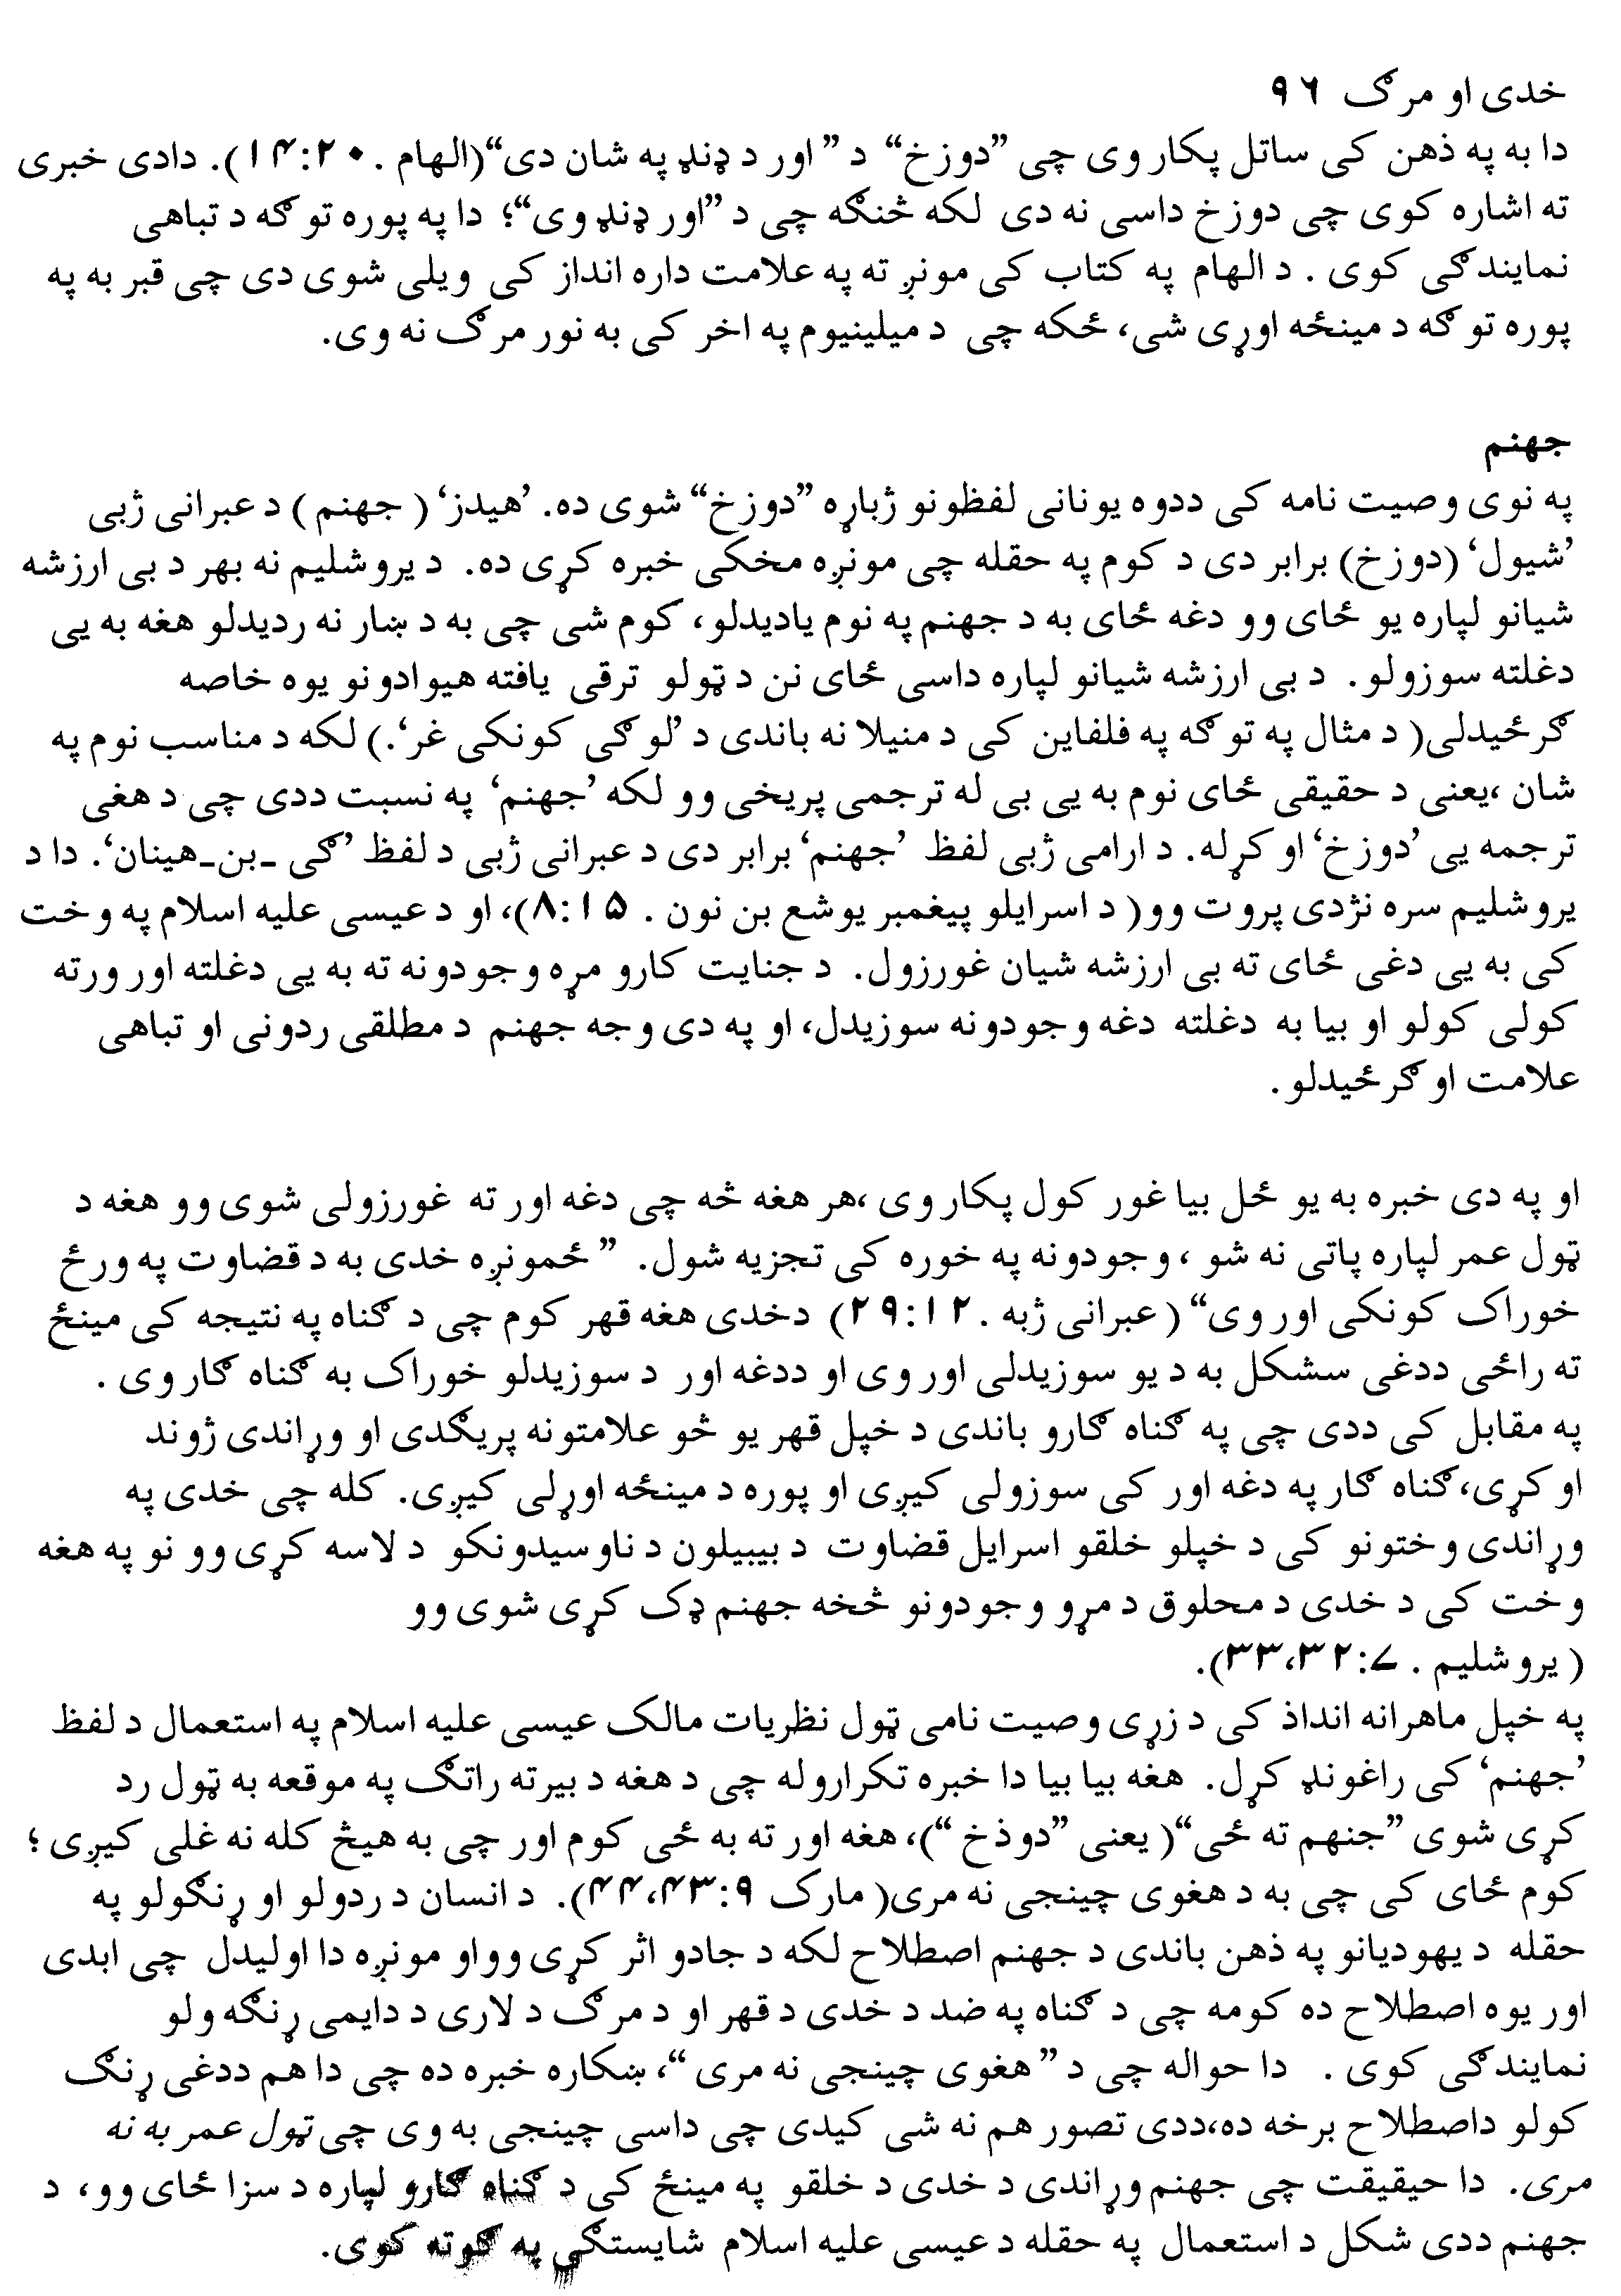 خدی او مرګ ۹۶
دا به په ذهن کی ساتل پکار وی چی ”دوزخ“ د ” اور د ډنډ په شان دی“(الهام . ۱۴:۲۰). دادی خبری
ته اشاره کوی چی دوزخ داسی نه دی لکه څنګه چی د ”اور ډنډ وی“؛ دا په پوره توګه د تباهی
نمایندګی کوی . د الهام په کتاب کی مونږ ته په علامت داره انداز کی ویلی شوی دی چی قبر به په
پوره توګه د مینځه اوړی شی، ځکه چی د میلینیوم په اخر کی به نور مرګ نه وی.
جهنم
په نوی وصیت نامه کی ددوه یونانی لفظونو ژباړه ”دوزخ“ شوی ده. ’هیدز‘ ( جهنم ) د عبرانی ژبی
’شیول‘ (دوزخ) برابر دی د کوم په حقله چی مونږه مخکی خبره کړی ده. د یروشلیم نه بهر د بی ارزشه
شیانو لپاره یو ځای وو دغه ځای به د جهنم په نوم یادیدلو، کوم شی چی به د ښار نه ردیدلو هغه به یی
دغلته سوزولو. د بی ارزشه شیانو لپاره داسی ځای نن د ټولو ترقی یافته هیوادونو یوه خاصه
ګرځیدلی( د مثال په توګه په فلفاین کی د منیلا نه باندی د ’لوګی کونکی غر‘.) لکه د مناسب نوم په
شان ،یعنی د حقیقی ځای نوم به یی بی له ترجمی پریخی وو لکه ’جهنم‘ په نسبت ددی چی د هغی
ترجمه یی ’دوزخ‘ او کړله. د ارامی ژبی لفظ ’جهنم‘ برابر دی د عبرانی ژبی د لفظ ’ګی -بن-هینان‘. دا د
یروشلیم سره نژدی پروت وو( د اسرایلو پیغمبر یوشع بن نون . ۸:۱۵)، او د عیسی علیه اسلام په وخت
کی به یی دغی ځای ته بی ارزشه شیان غورزول. د جنایت کارو مړه وجودونه ته به یی دغلته اور ورته
کولی کولو او بیا به دغلته دغه وجودونه سوزیدل، او په دی وجه جهنم د مطلقی ردونی او تباهی
علامت او ګرځیدلو.
او په دی خبره به یو ځل بیا غور کول پکار وی ،هر هغه څه چی دغه اور ته غورزولی شوی وو هغه د
ټول عمر لپاره پاتی نه شو ، وجودونه په خوره کی تجزیه شول. ” ځمونږه خدی به د قضاوت په ورځ
خوراک کونکی اور وی“ ( عبرانی ژبه . ۲۹:۱۲) دخدی هغه قهر کوم چی د ګناه په نتیجه کی مینځ
ته راځی ددغی سشکل به د یو سوزیدلی اور وی او ددغه اور د سوزیدلو خوراک به ګناه ګار وی .
په مقابل کی ددی چی په ګناه ګارو باندی د خپل قهر یو څو علامتونه پریګدی او وړاندی ژوند
او کړی،ګناه ګار په دغه اور کی سوزولی کیږی او پوره د مینځه اوړلی کیږی. کله چی خدی په
وړاندی وختونو کی د خپلو خلقو اسرایل قضاوت د بیبیلون د ناوسیدونکو د لاسه کړی وو نو په هغه
وخت کی د خدی د محلوق د مړو وجودونو څخه جهنم ډک کړی شوی وو
( یروشلیم . ۷:۳۲،۳۳).
په خپل ماهرانه انداذ کی د زړی وصیت نامی ټول نظریات مالک عیسی علیه اسلام په استعمال د لفظ
’جهنم‘ کی راغونډ کړل. هغه بیا بیا دا خبره تکراروله چی د هغه د بیرته راتګ په موقعه به ټول رد
کړی شوی ”جنهم ته ځی“( یعنی ”دوذخ “)، هغه اور ته به ځی کوم اور چی به هیڅ کله نه غلی کیږی ؛
کوم ځای کی چی به د هغوی چینجی نه مری( مارک ۹:۴۳،۴۴). د انسان د ردولو او ړنګولو په
حقله د یهودیانو په ذهن باندی د جهنم اصطلاح لکه د جادو اثر کړی وواو مونږه دا اولیدل چی ابدی
اور یوه اصطلاح ده کومه چی د ګناه په ضد د خدی د قهر او د مرګ د لاری د دایمی ړنګه ولو
نمایندګی کوی . دا حواله چی د ” هغوی چینجی نه مری “، ښکاره خبره ده چی دا هم ددغی ړنګ
کولو داصطلاح برخه ده،ددی تصور هم نه شی کیدی چی داسی چینجی به وی چی ټول عمر به نه
مری. دا حیقیقت چی جهنم وړاندی د خدی د خلقو په مینځ کی د ګناه ګارو لپاره د سزا ځای وو، د
جهنم ددی شکل د استعمال په حقله د عیسی علیه اسلام شایستګی په ګوته کوی.